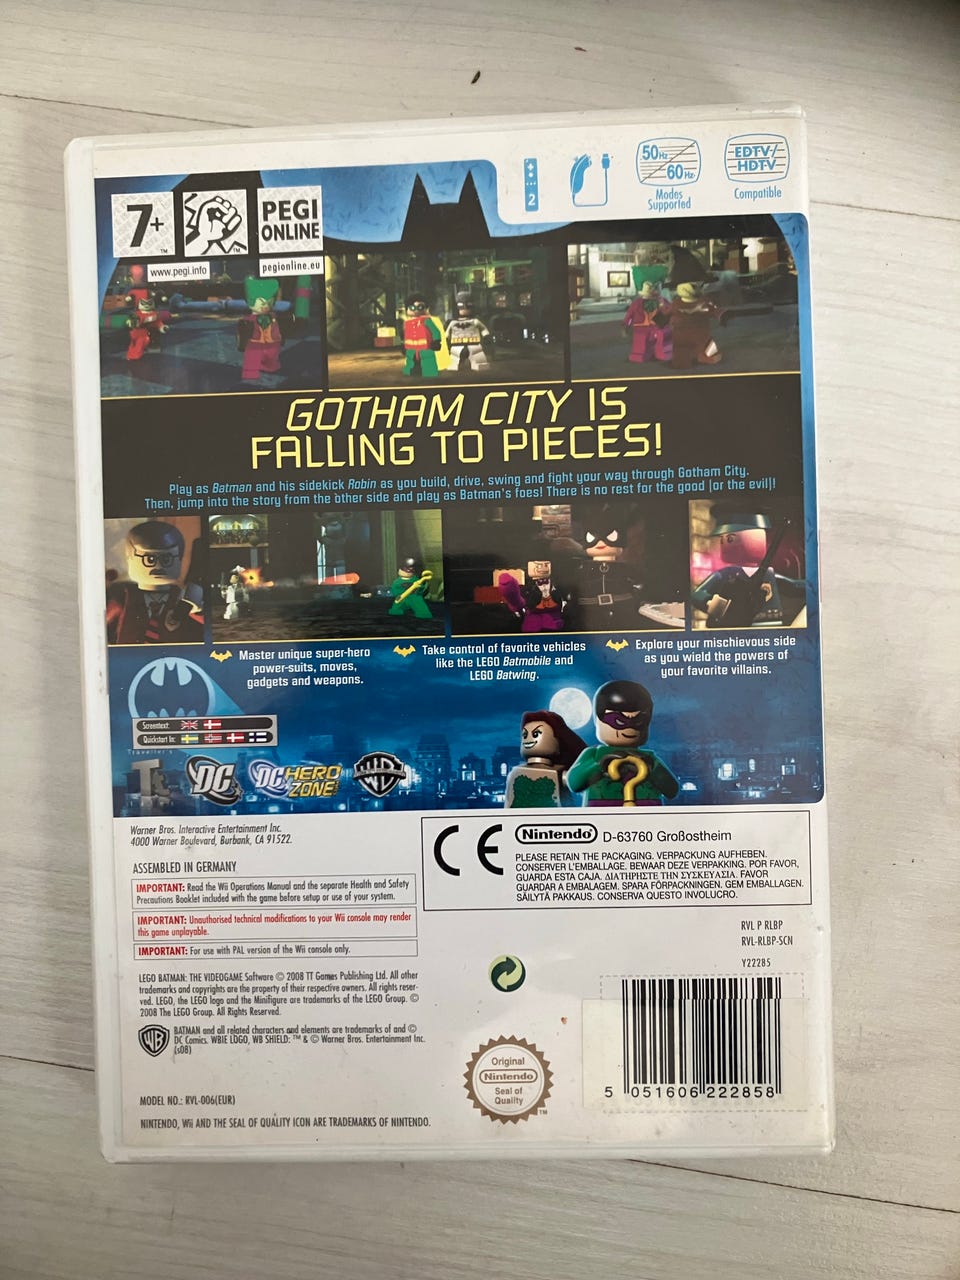 7+
™
™
PEGI
ONLINE
www.pegi.info
pegionline.eu
2
50Hz
60Hz
Modes
Supported
EDTV/
HDTV
Compatible
GOTHAM CITY IS
FALLING TO PIECES!
Play as Batman and his sidekick Robin as you build, drive, swing and fight your way through Gotham City.
Then, jump into the story from the other side and play as Batman's foes! There is no rest for the good (or the evil)!
Master unique super-hero
power-suits, moves,
gadgets and weapons.
Take control of favorite vehicles
like the LEGO Batmobile and
LEGO Batwing.
Explore your mischievous side
as you wield the powers of
your favorite villains.
Screentext:
Quickstart In:
Traveller's
TT
DC
DC HERO
ZONE
WB
?
Warner Bros. Interactive Entertainment Inc.
4000 Warner Boulevard, Burbank, CA 91522.
ASSEMBLED IN GERMANY
IMPORTANT: Read the Wii Operations Manual and the separate Health and Safety
Precautions Booklet included with the game before setup or use of your system.
IMPORTANT: Unauthorised technical modifications to your Wii console may render
this game unplayable.
IMPORTANT: For use with PAL version of the Wii console only.
CE
Nintendo D-63760 Großostheim
PLEASE RETAIN THE PACKAGING. VERPACKUNG AUFHEBEN.
CONSERVER L'EMBALLAGE. BEWAAR DEZE VERPAKKING. POR FAVOR,
GUARDA ESTA CAJA. ΔΙΑΤΗΡΗΣΤΕ ΤΗΝ ΣΥΣΚΕΥΑΣΙΑ. FAVOR
GUARDAR A EMBALAGEM. SPARA FÖRPACKNINGEN. GEM EMBALLAGEN.
SÄILYTÄ PAKKAUS. CONSERVA QUESTO INVOLUCRO.
RVL P RLBP
RVL-RLBP-SCN
Y22285
LEGO BATMAN: THE VIDEOGAME Software © 2008 TT Games Publishing Ltd. All other
trademarks and copyrights are the property of their respective owners. All rights reser-
ved. LEGO, the LEGO logo and the Minifigure are trademarks of the LEGO Group. ©
2008 The LEGO Group. All Rights Reserved.
WB
BATMAN and all related characters and elements are trademarks of and ©
DC Comics. WBIE LOGO, WB SHIELD: ™ & © Warner Bros. Entertainment Inc.
(s08)
Original
Nintendo
Seal of
Quality
™
5 051606 222858
MODEL NO.: RVL-006(EUR)
NINTENDO, Wii AND THE SEAL OF QUALITY ICON ARE TRADEMARKS OF NINTENDO.